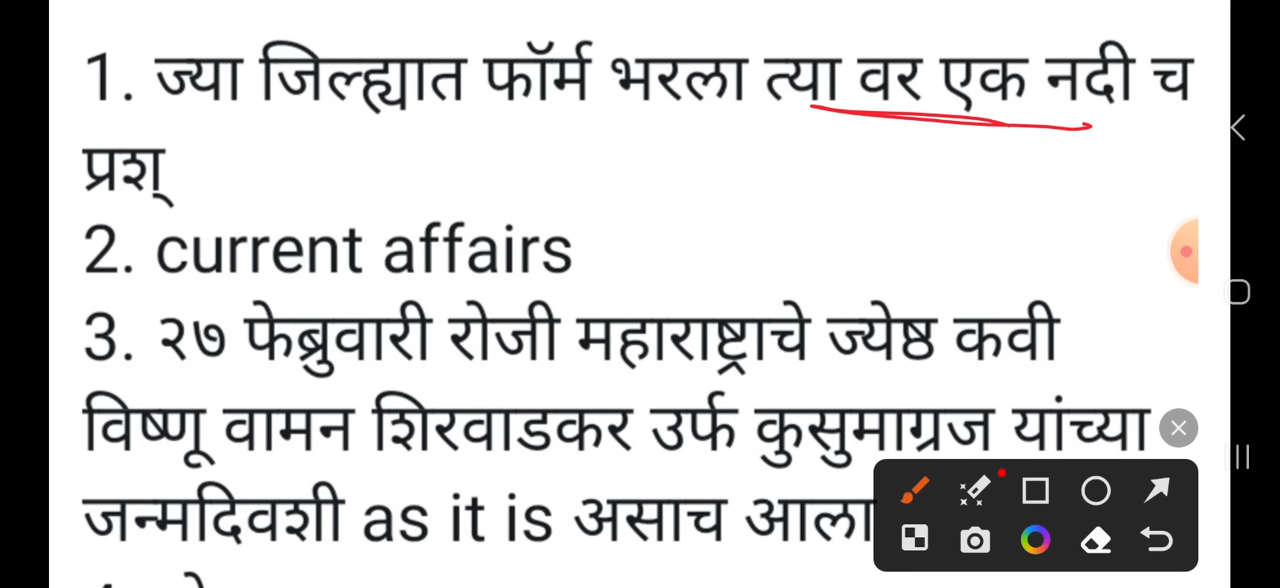 1. ज्या जिल्ह्यात फॉर्म भरला त्या वर एक नदी च
प्रश्
2. current affairs
3. २७ फेब्रुवारी रोजी महाराष्ट्राचे ज्येष्ठ कवी
विष्णू वामन शिरवाडकर उर्फ कुसुमाग्रज यांच्या
जन्मदिवशी as it is असाच आला